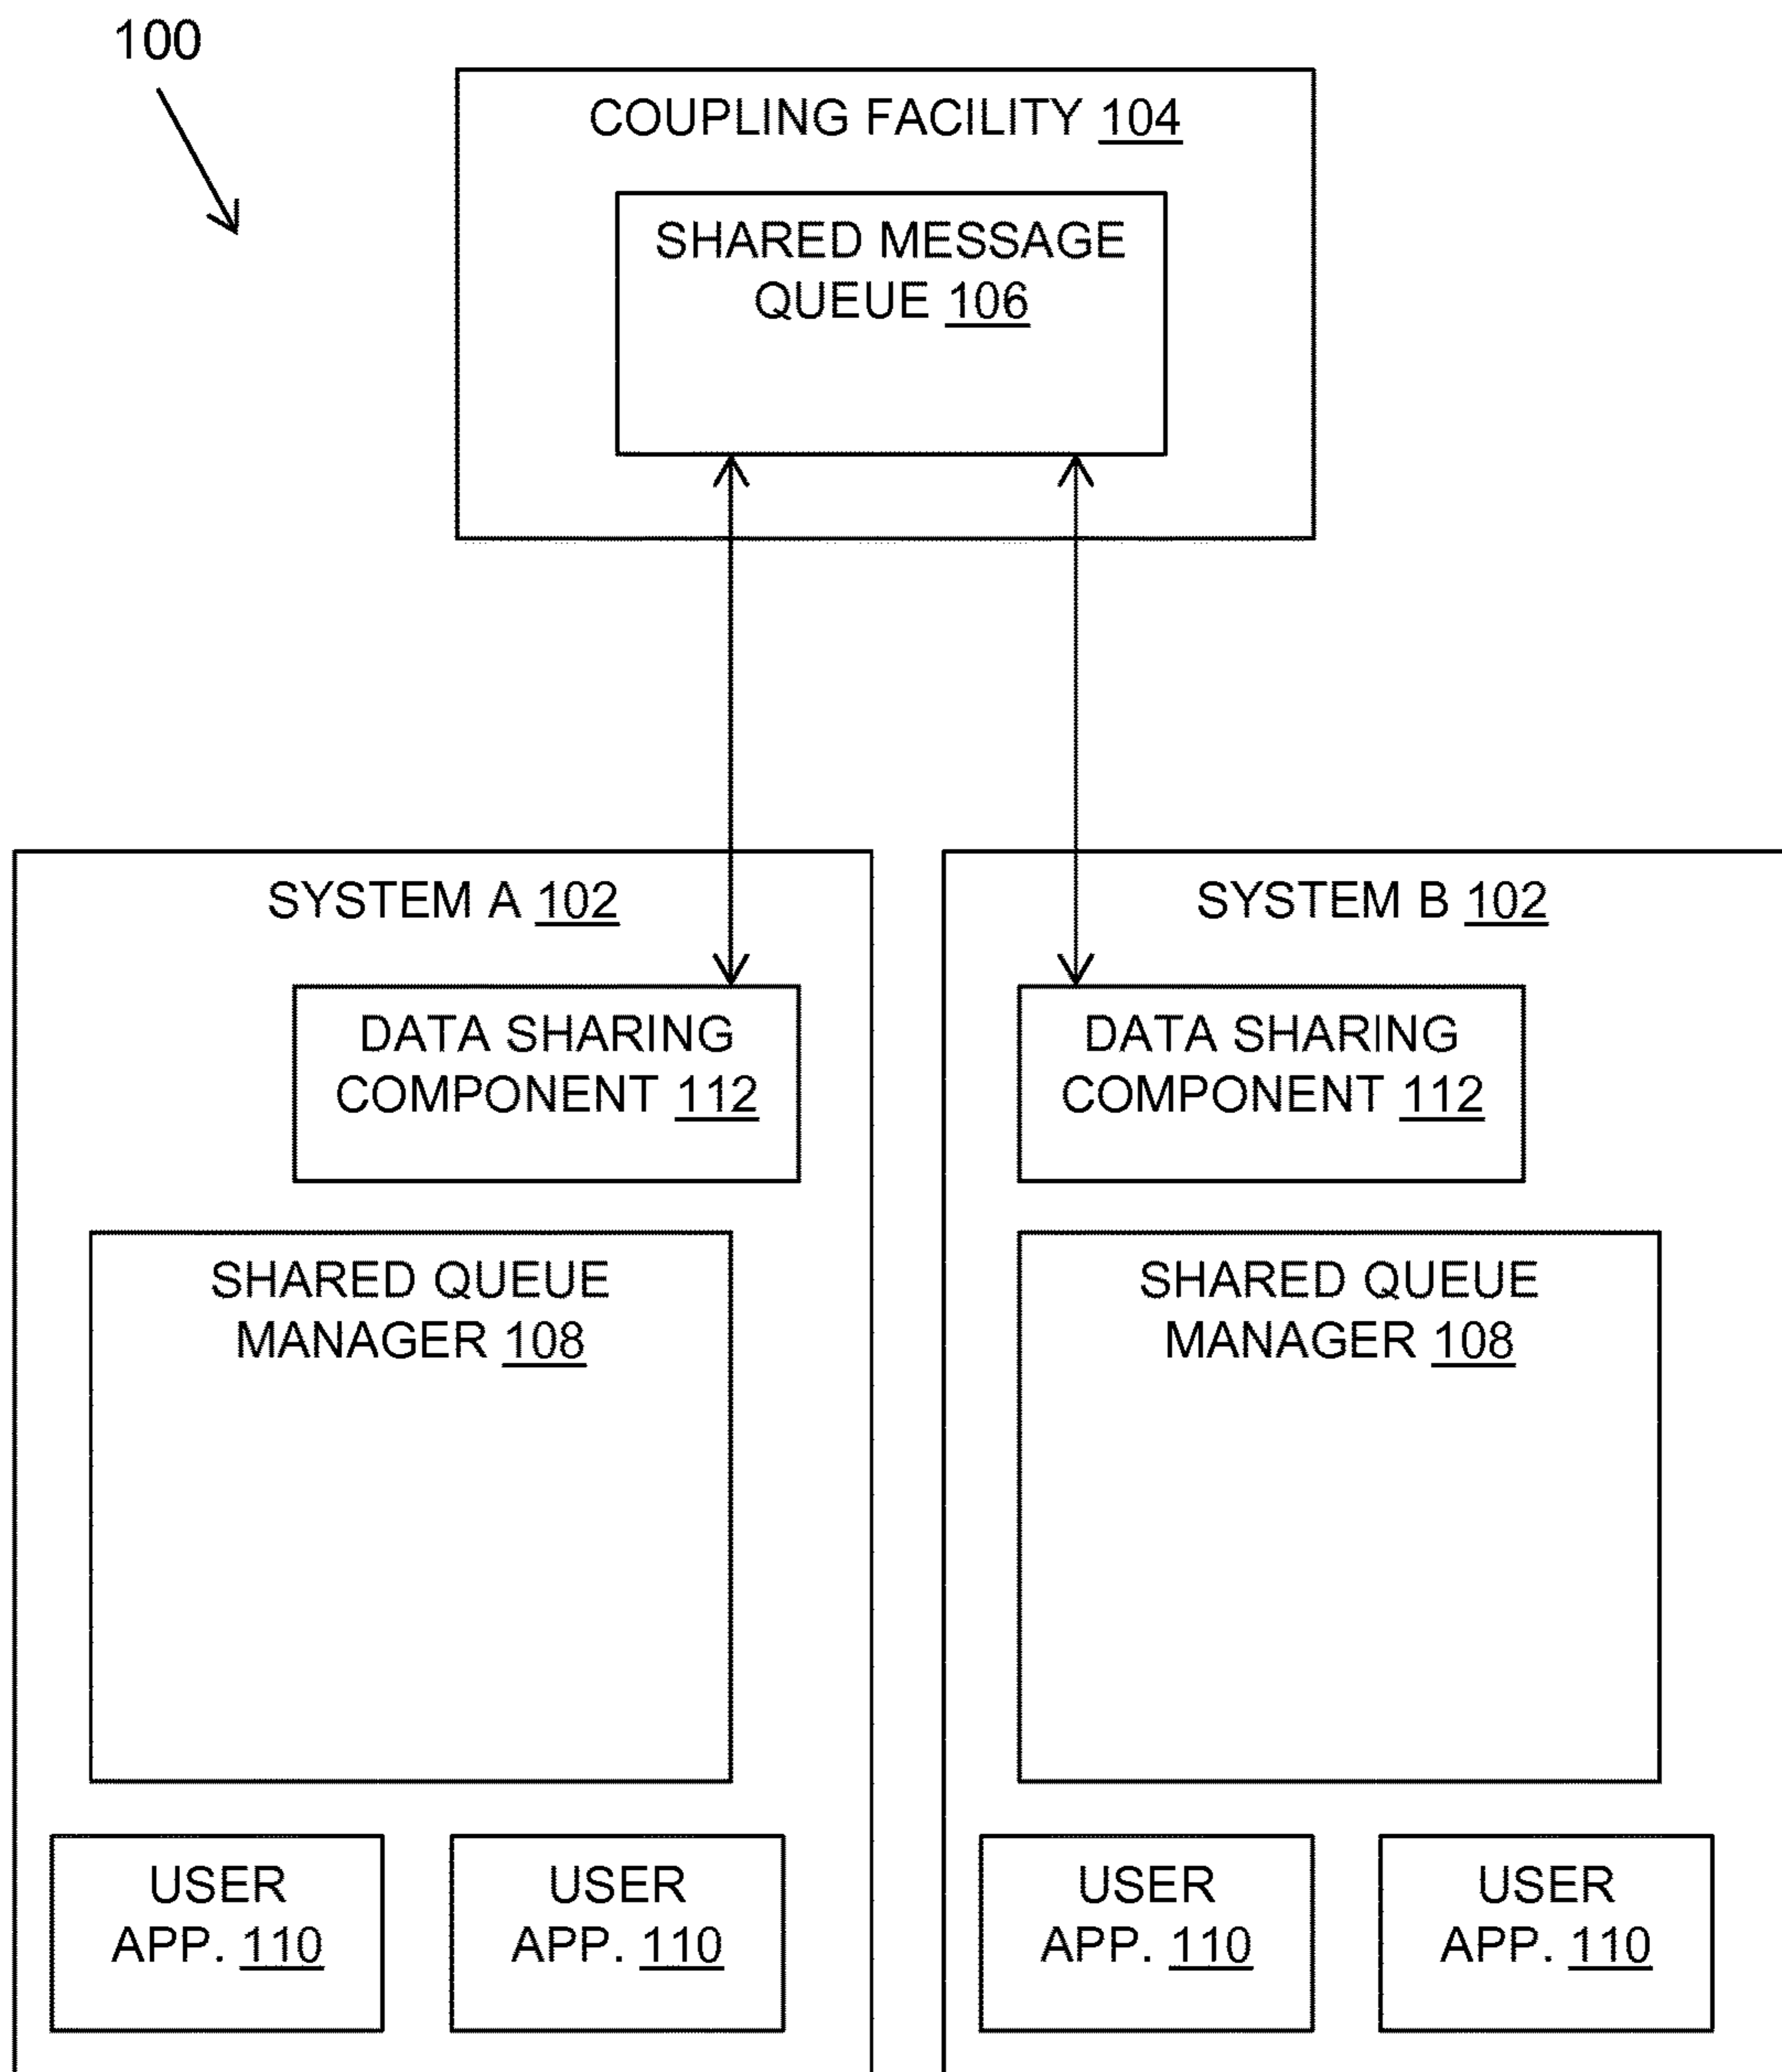 100
COUPLING FACILITY 104
SHARED MESSAGE
QUEUE 106
SYSTEM A 102
DATA SHARING
COMPONENT 112
SHARED QUEUE
MANAGER 108
USER
APP. 110
USER
APP. 110
SYSTEM B 102
DATA SHARING
COMPONENT 112
SHARED QUEUE
MANAGER 108
USER
APP. 110
USER
APP. 110